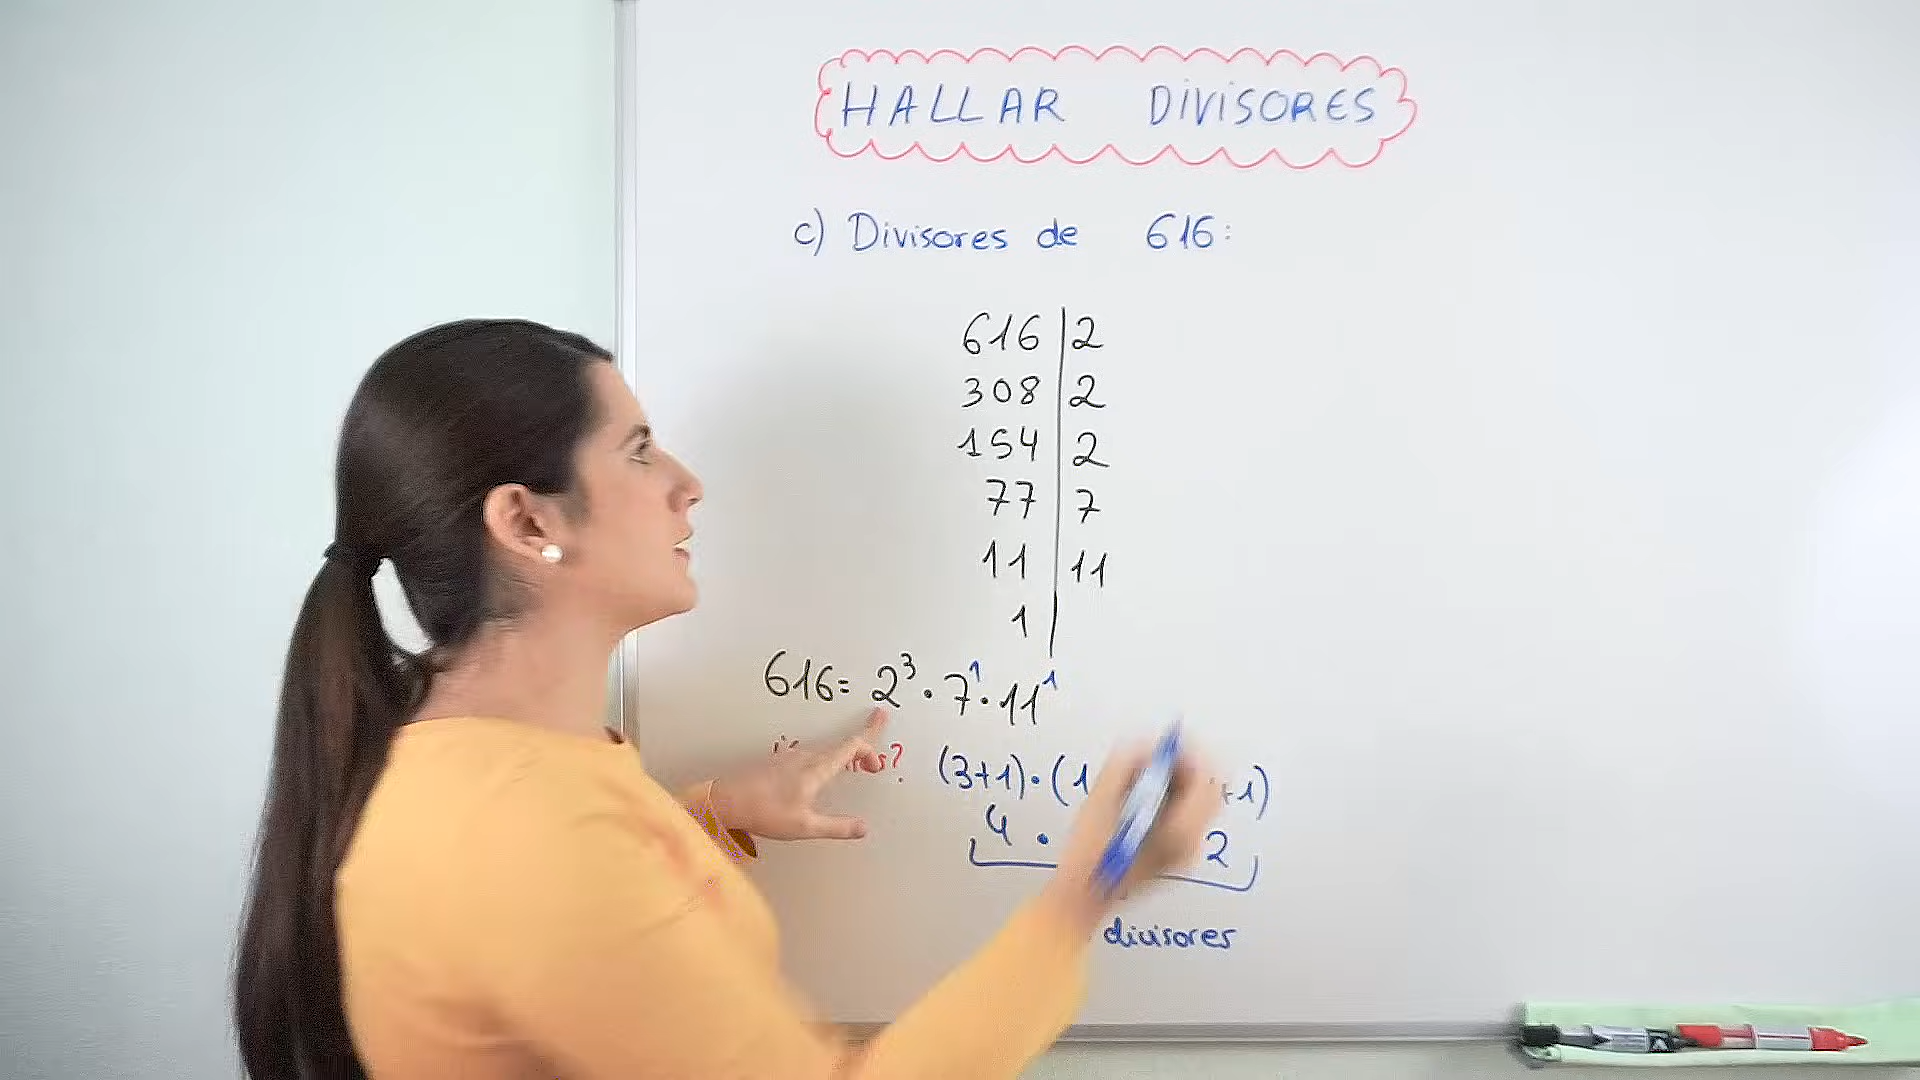 HALLAR DIVISORES
c) Divisores de 616:
616 | 2
308 | 2
154 | 2
77 | 7
11 | 11
1 |
616 = 2³ · 7¹ · 11¹
(3+1) · (1 +1)
4 · 2
divisores